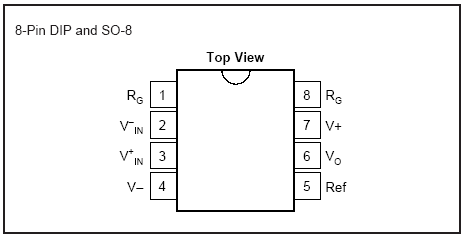 8-Pin DIP and SO-8
Top View
RG 1 8 RG
V–IN 2 7 V+
V+IN 3 6 VO
V– 4 5 Ref